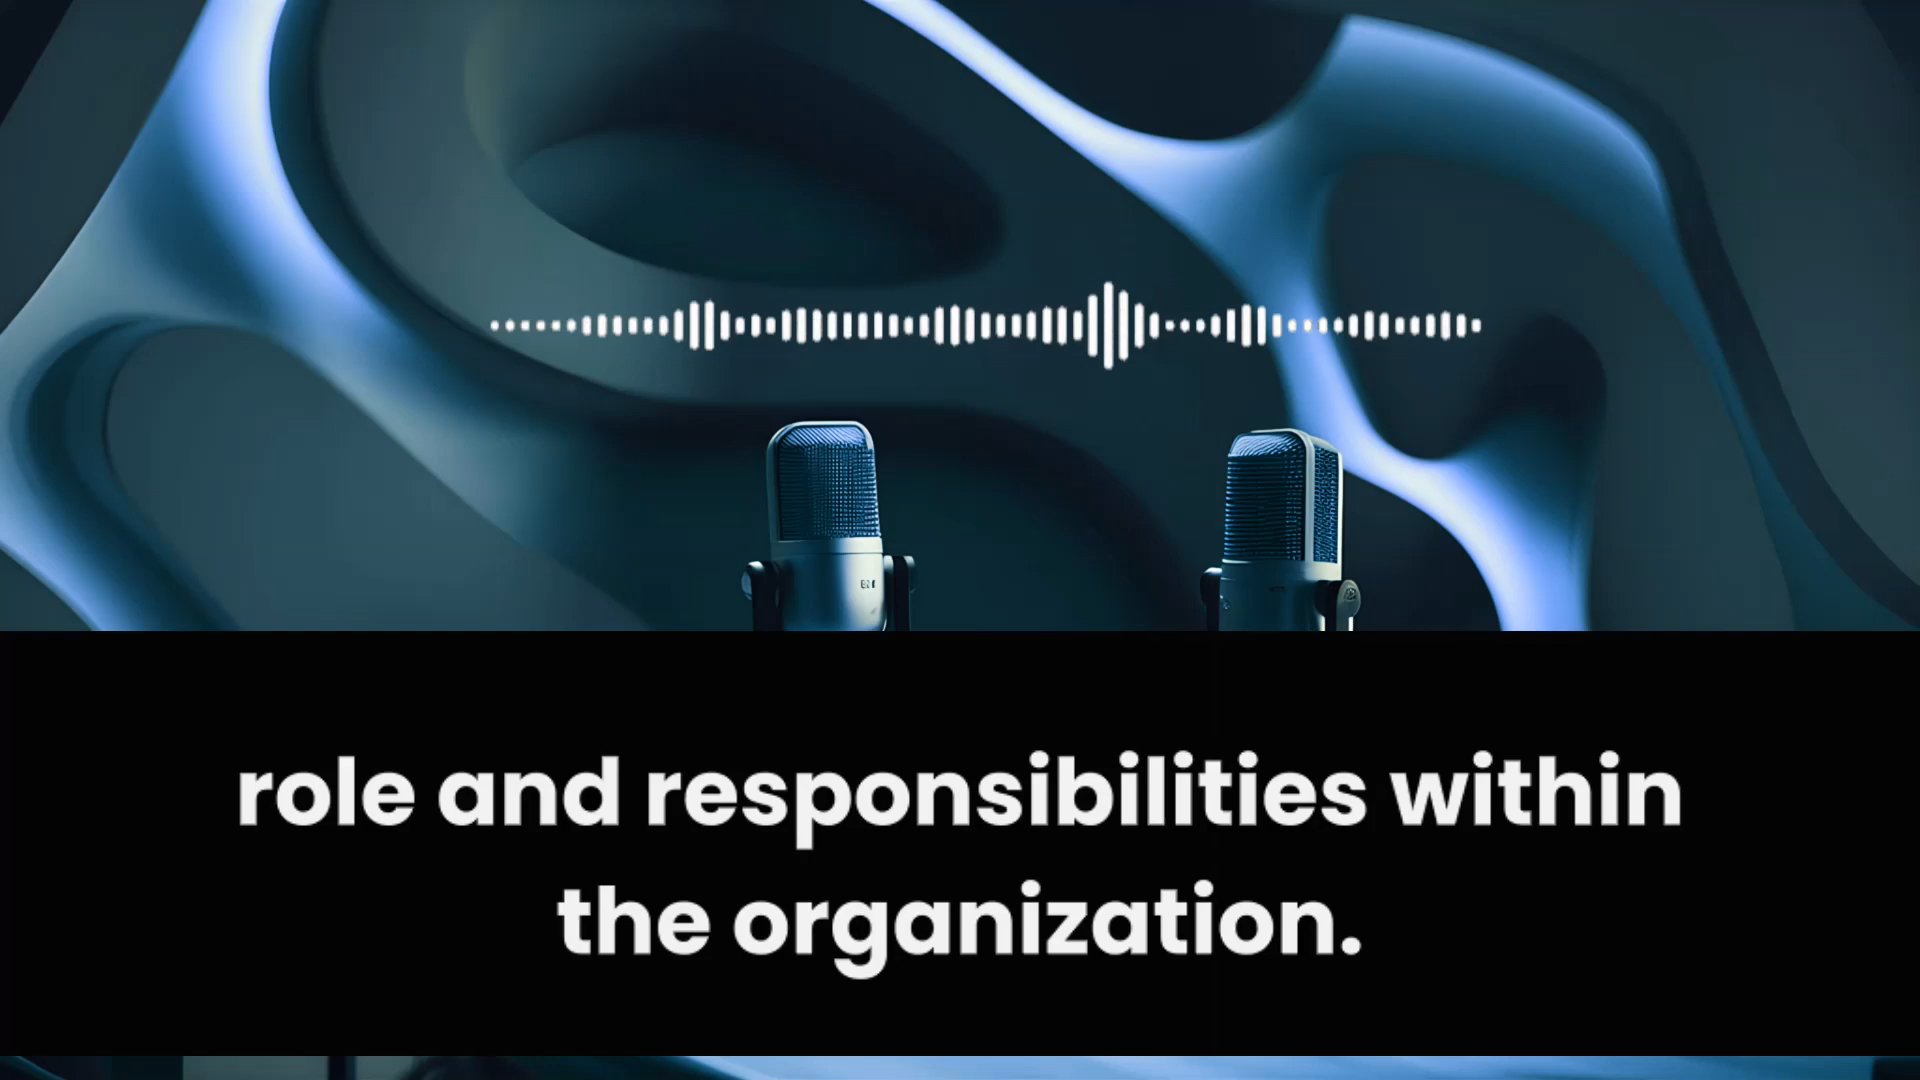 role and responsibilities within
the organization.